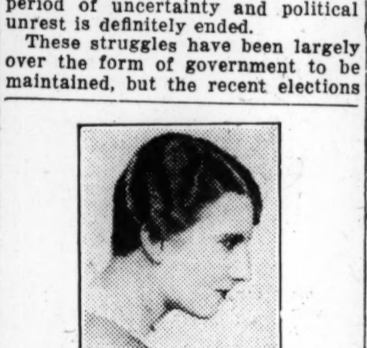 period of uncertainty and political
unrest is definitely ended.
These struggles have been largely
over the form of government to be
maintained, but the recent elections